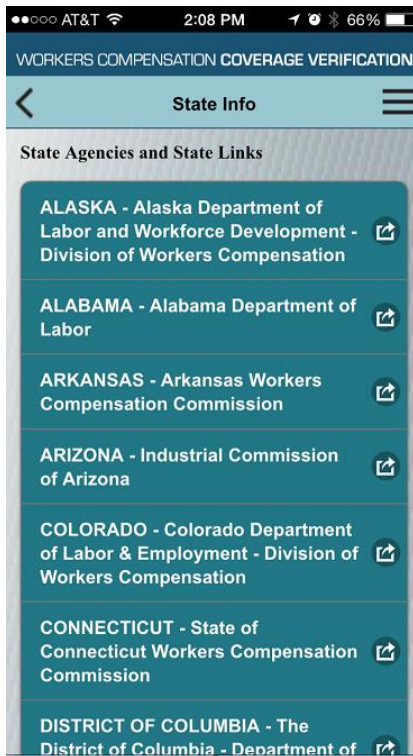 AT&T 2:08 PM 66%
WORKERS COMPENSATION COVERAGE VERIFICATION
State Info
State Agencies and State Links
ALASKA - Alaska Department of
Labor and Workforce Development -
Division of Workers Compensation
ALABAMA - Alabama Department of
Labor
ARKANSAS - Arkansas Workers
Compensation Commission
ARIZONA - Industrial Commission
of Arizona
COLORADO - Colorado Department
of Labor & Employment - Division of
Workers Compensation
CONNECTICUT - State of
Connecticut Workers Compensation
Commission
DISTRICT OF COLUMBIA - The
District of Columbia - Department of